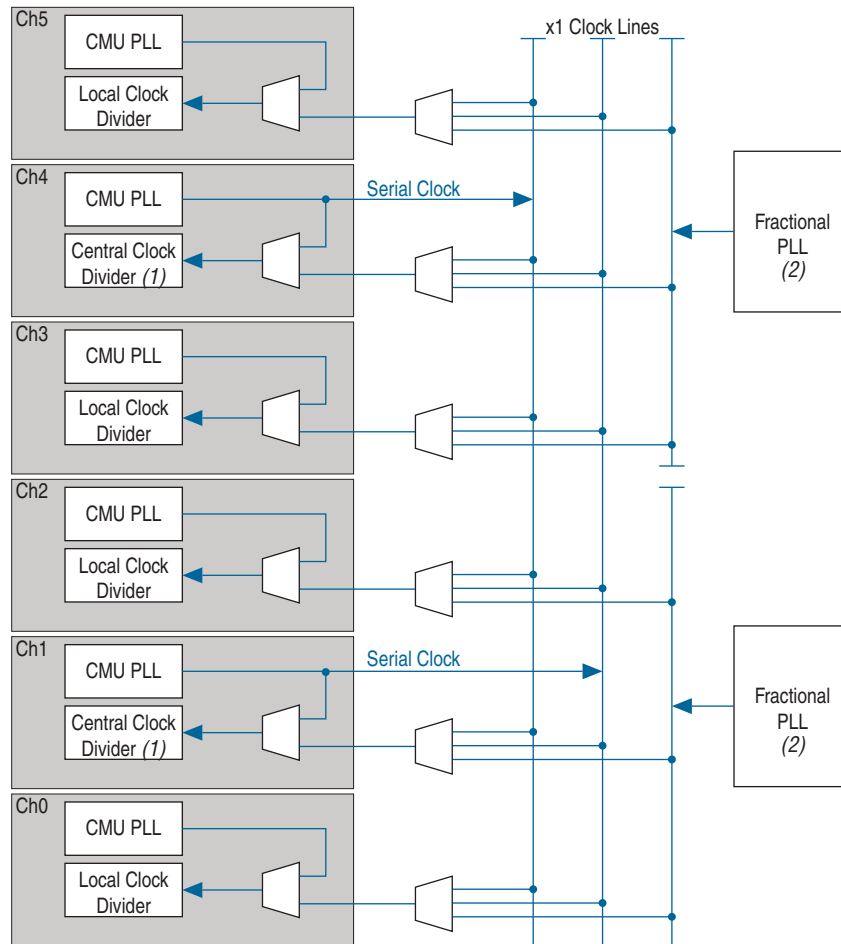 x1 Clock Lines
Ch5
CMU PLL
Local Clock
Divider
Ch4
CMU PLL
Serial Clock
Central Clock
Divider (1)
Fractional
PLL
(2)
Ch3
CMU PLL
Local Clock
Divider
Ch2
CMU PLL
Local Clock
Divider
Ch1
CMU PLL
Serial Clock
Central Clock
Divider (1)
Fractional
PLL
(2)
Ch0
CMU PLL
Local Clock
Divider